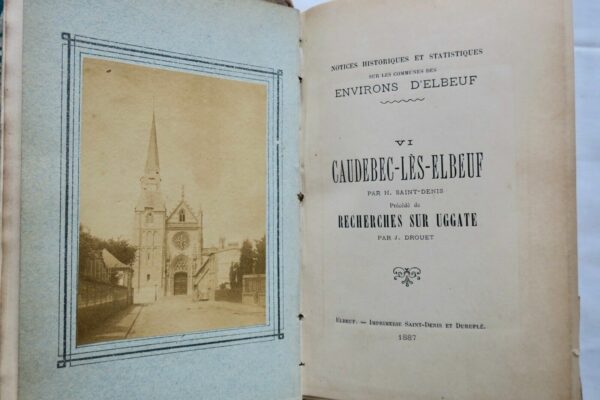 NOTICES HISTORIQUES ET STATISTIQUES
SUR LES COMMUNES DES
ENVIRONS D'ELBEUF
VI
CAUDEBEC-LÈS-ELBEUF
PAR H. SAINT-DENIS
Précédé de
RECHERCHES SUR UGGATE
PAR J. DROUET
ELBEUF. — IMPRIMERIE SAINT-DENIS ET DURUFLÉ.
1887